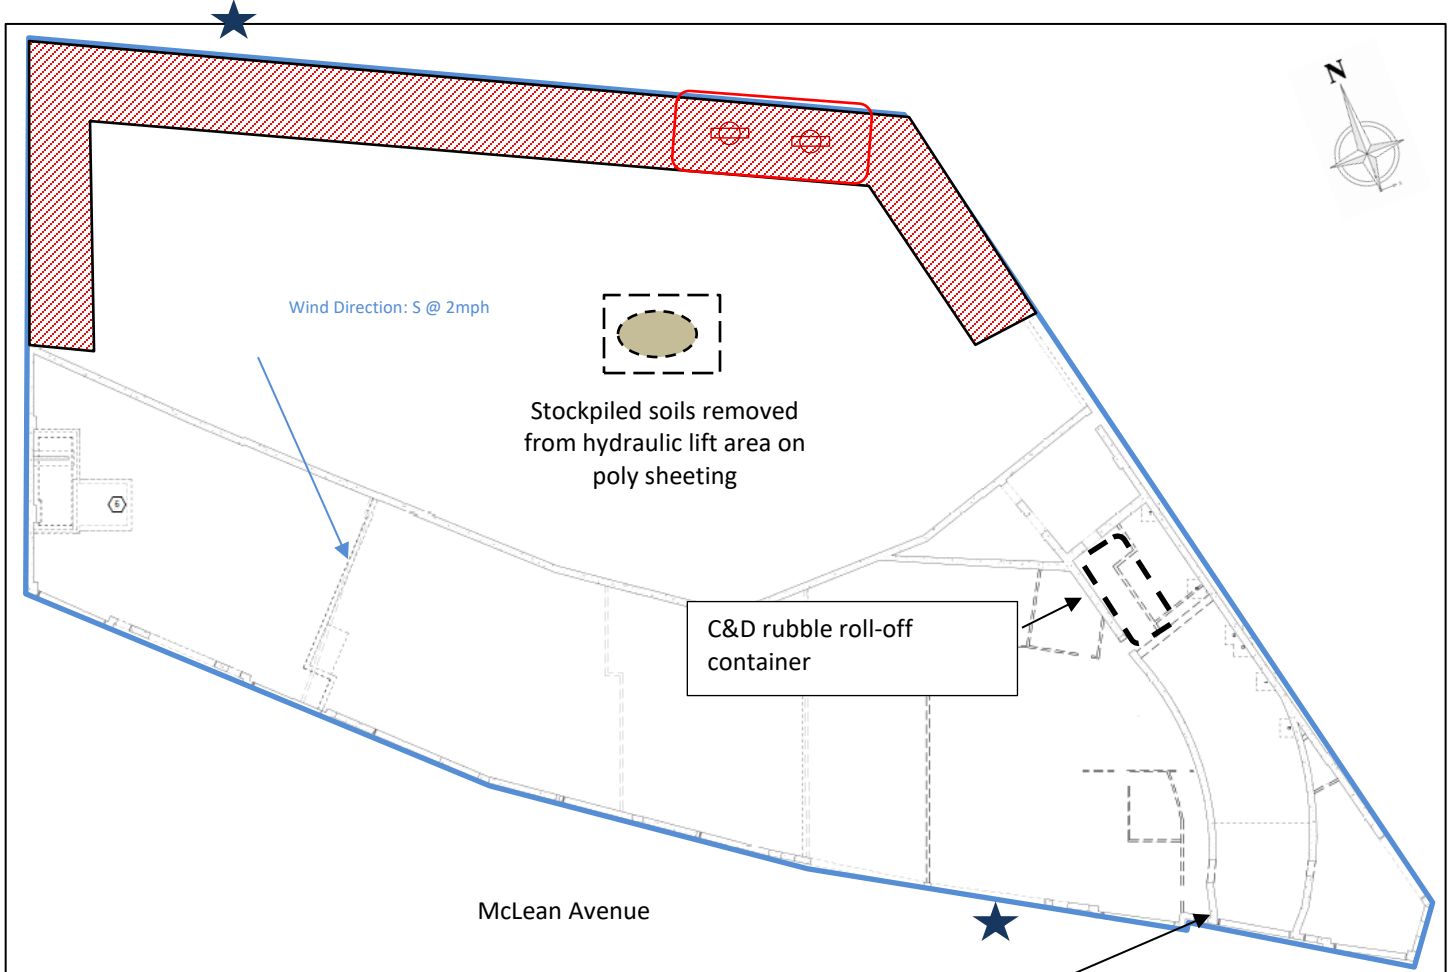 N
Wind Direction: S @ 2mph
Stockpiled soils removed
from hydraulic lift area on
poly sheeting
6
C&D rubble roll-off
container
McLean Avenue